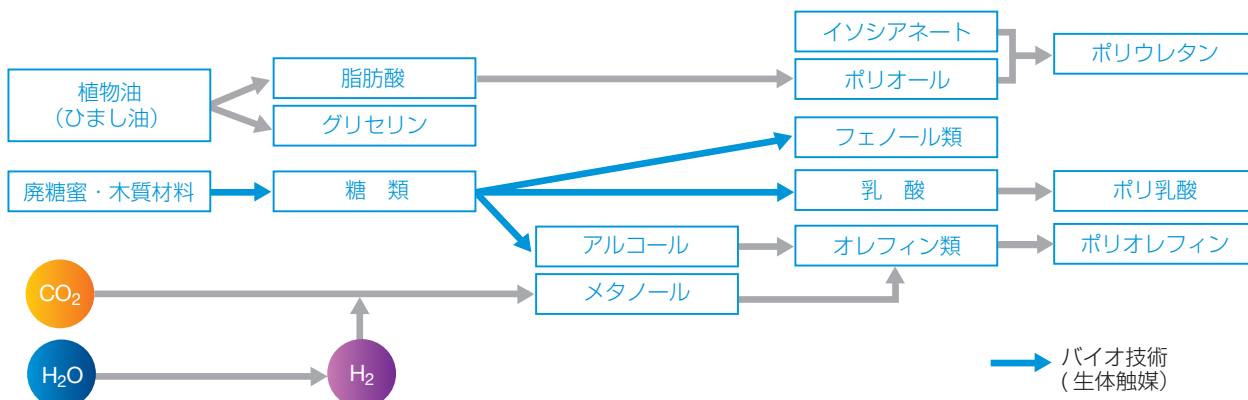 植物油
(ひまし油)
脂肪酸
グリセリン
イソシアネート
ポリオール
ポリウレタン
フェノール類
廃糖蜜・木質材料
糖　類
乳　酸
ポリ乳酸
アルコール
オレフィン類
ポリオレフィン
メタノール
CO₂
H₂O
H₂
バイオ技術
(生体触媒)